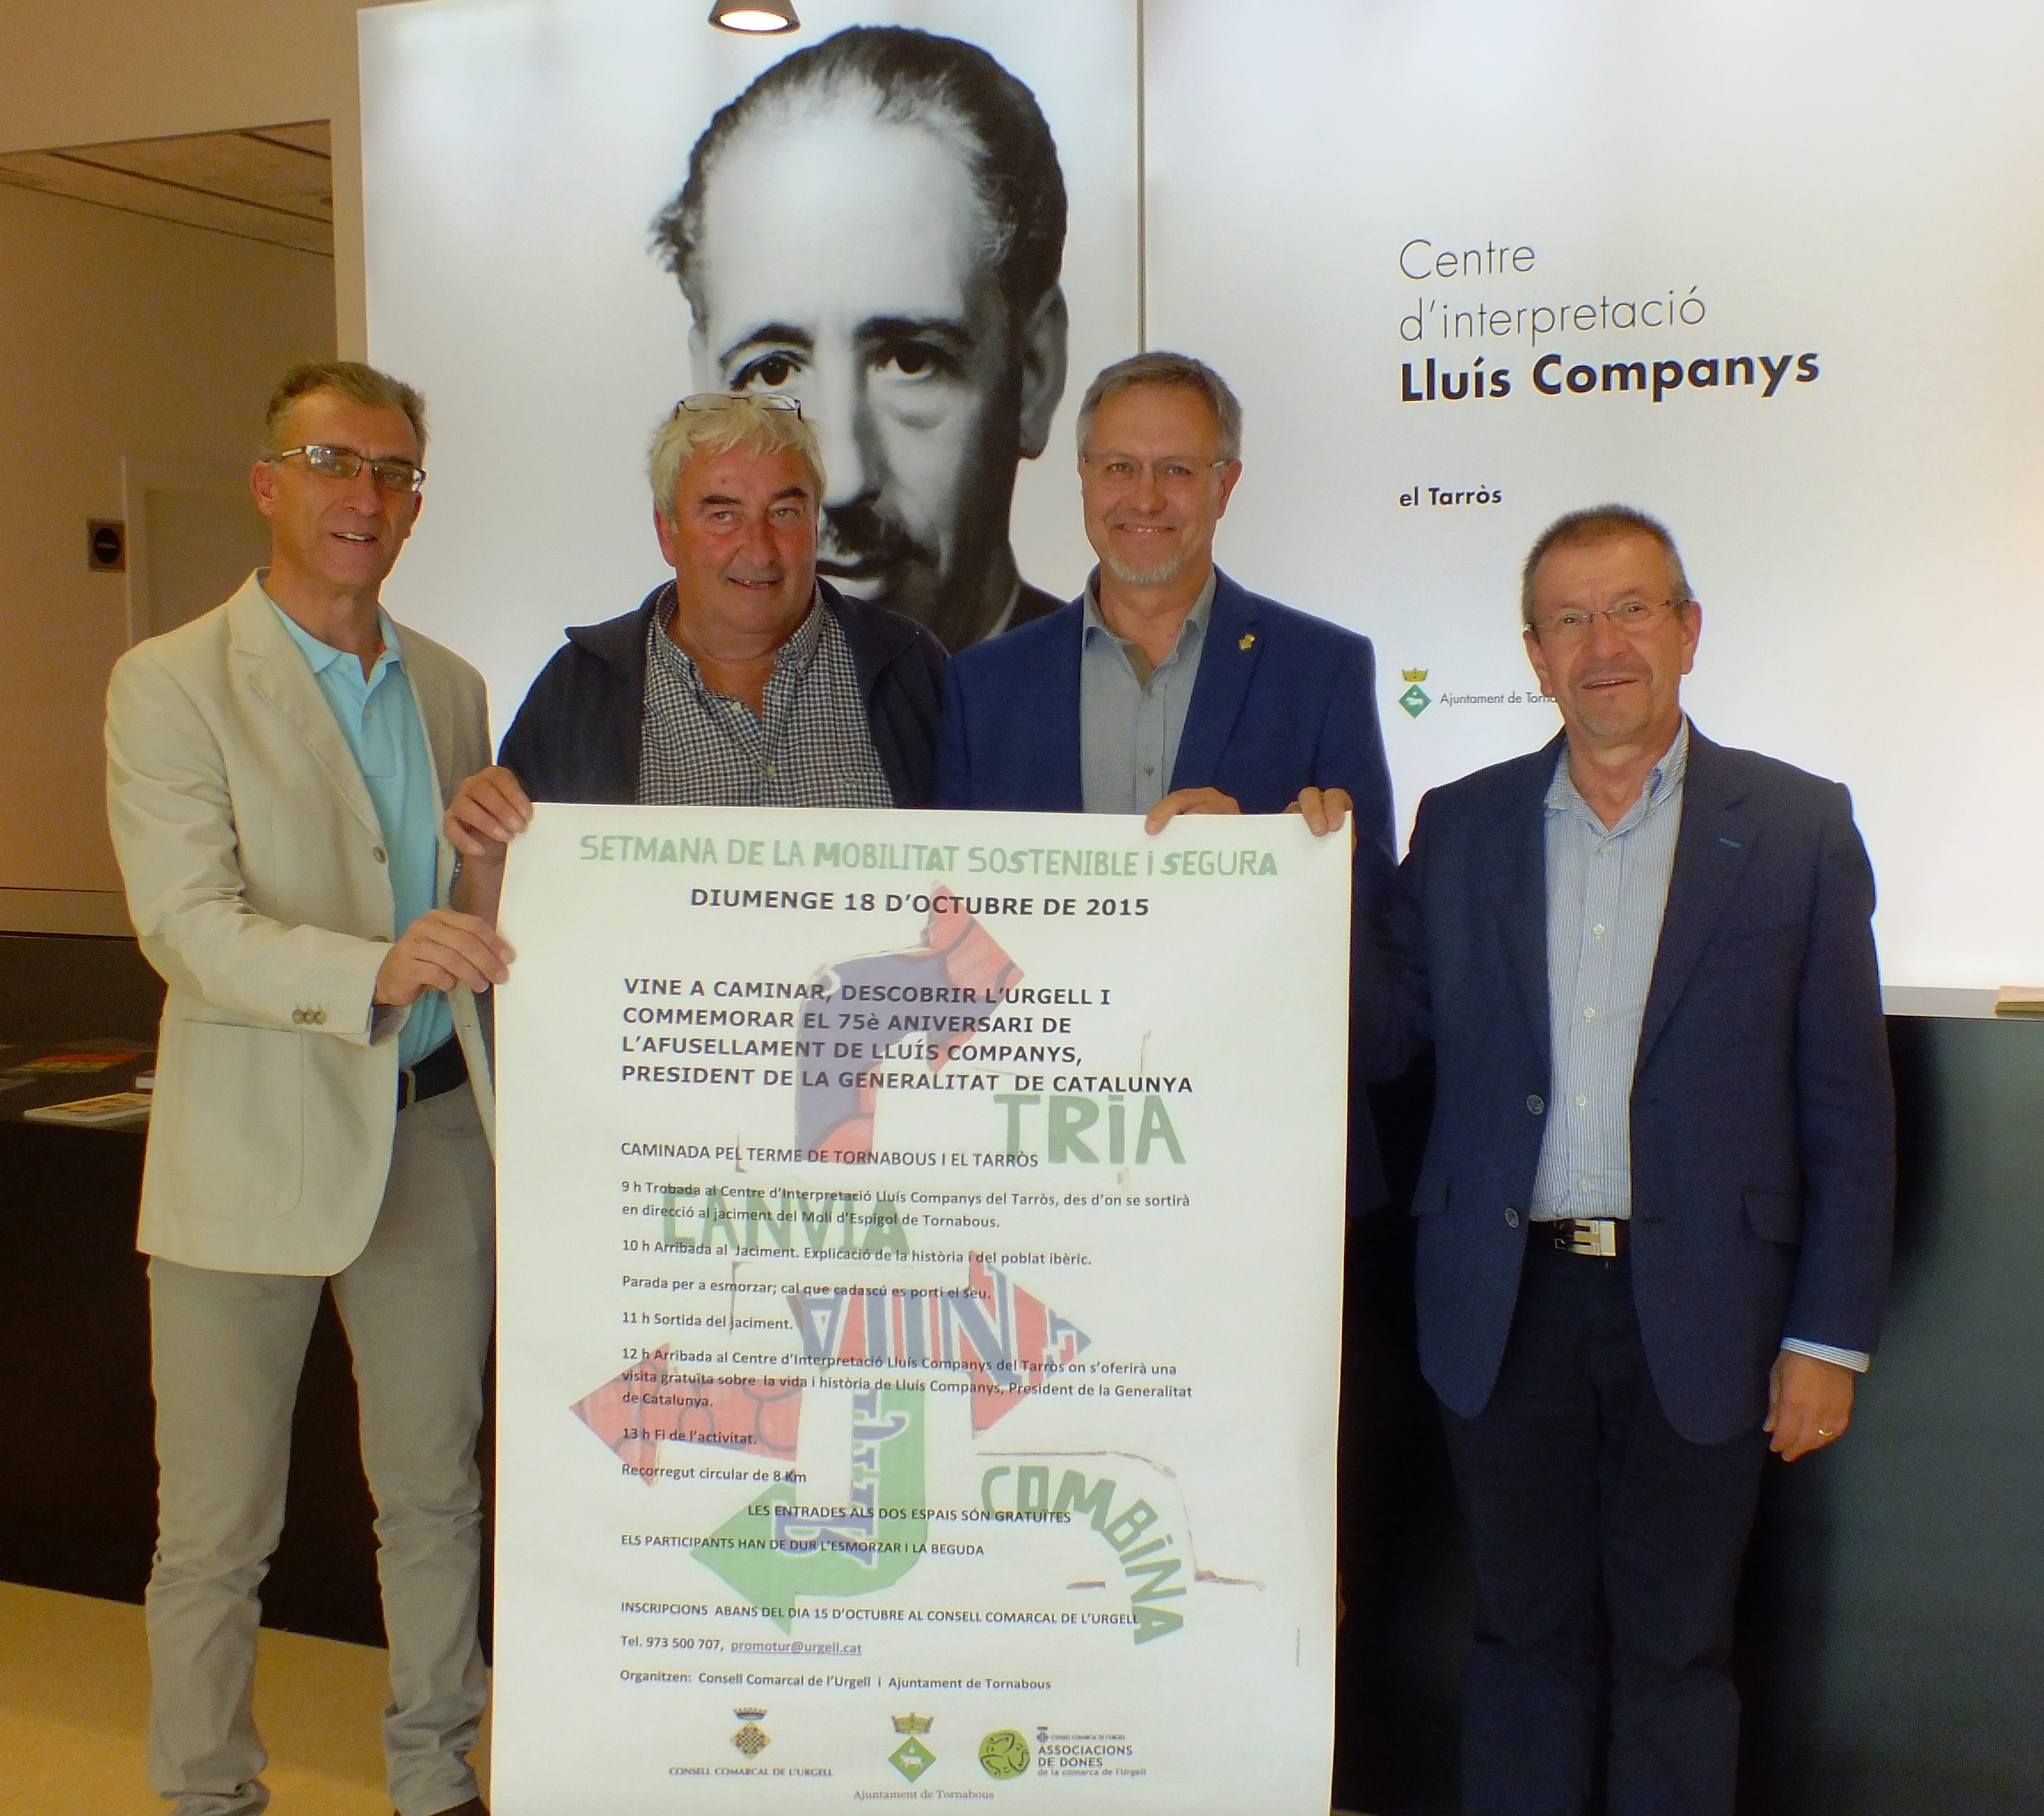 Centre
d'interpretació
Lluís Companys
el Tarròs
Ajuntament de
SETMANA DE LA MOBILITAT SOSTENIBLE i SEGURA
DIUMENGE 18 D'OCTUBRE DE 2015
VINE A CAMINAR, DESCOBRIR L'URGELL I
COMMEMORAR EL 75è ANIVERSARI DE
L'AFUSELLAMENT DE LLUÍS COMPANYS,
PRESIDENT DE LA GENERALITAT DE CATALUNYA
TRiA
CAMINADA PEL TERME DE TORNABOUS I EL TARRÒS
9 h Trobada al Centre d'Interpretació Lluís Companys del Tarròs, des d'on se sortirà
en direcció al jaciment del Molí d'Espígol de Tornabous.
CANVIA
10 h Arribada al Jaciment. Explicació de la història i del poblat ibèric.
Parada per a esmorzar; cal que cadascú es porti el seu.
11 h Sortida del jaciment.
12 h Arribada al Centre d'Interpretació Lluís Companys del Tarròs on s'oferirà una
visita gratuïta sobre la vida i història de Lluís Companys, President de la Generalitat
de Catalunya.
13 h Fi de l'activitat.
Recorregut circular de 8 Km
COMBiNA
LES ENTRADES ALS DOS ESPAIS SÓN GRATUÏTES
ELS PARTICIPANTS HAN DE DUR L'ESMORZAR I LA BEGUDA
INSCRIPCIONS ABANS DEL DIA 15 D'OCTUBRE AL CONSELL COMARCAL DE L'URGELL
Tel. 973 500 707, promotur@urgell.cat
Organitzen: Consell Comarcal de l'Urgell i Ajuntament de Tornabous
CONSELL COMARCAL DE L'URGELL
Ajuntament de Tornabous
CONSELL COMARCAL DE L'URGELL
ASSOCIACIONS
DE DONES
de la comarca de l'Urgell